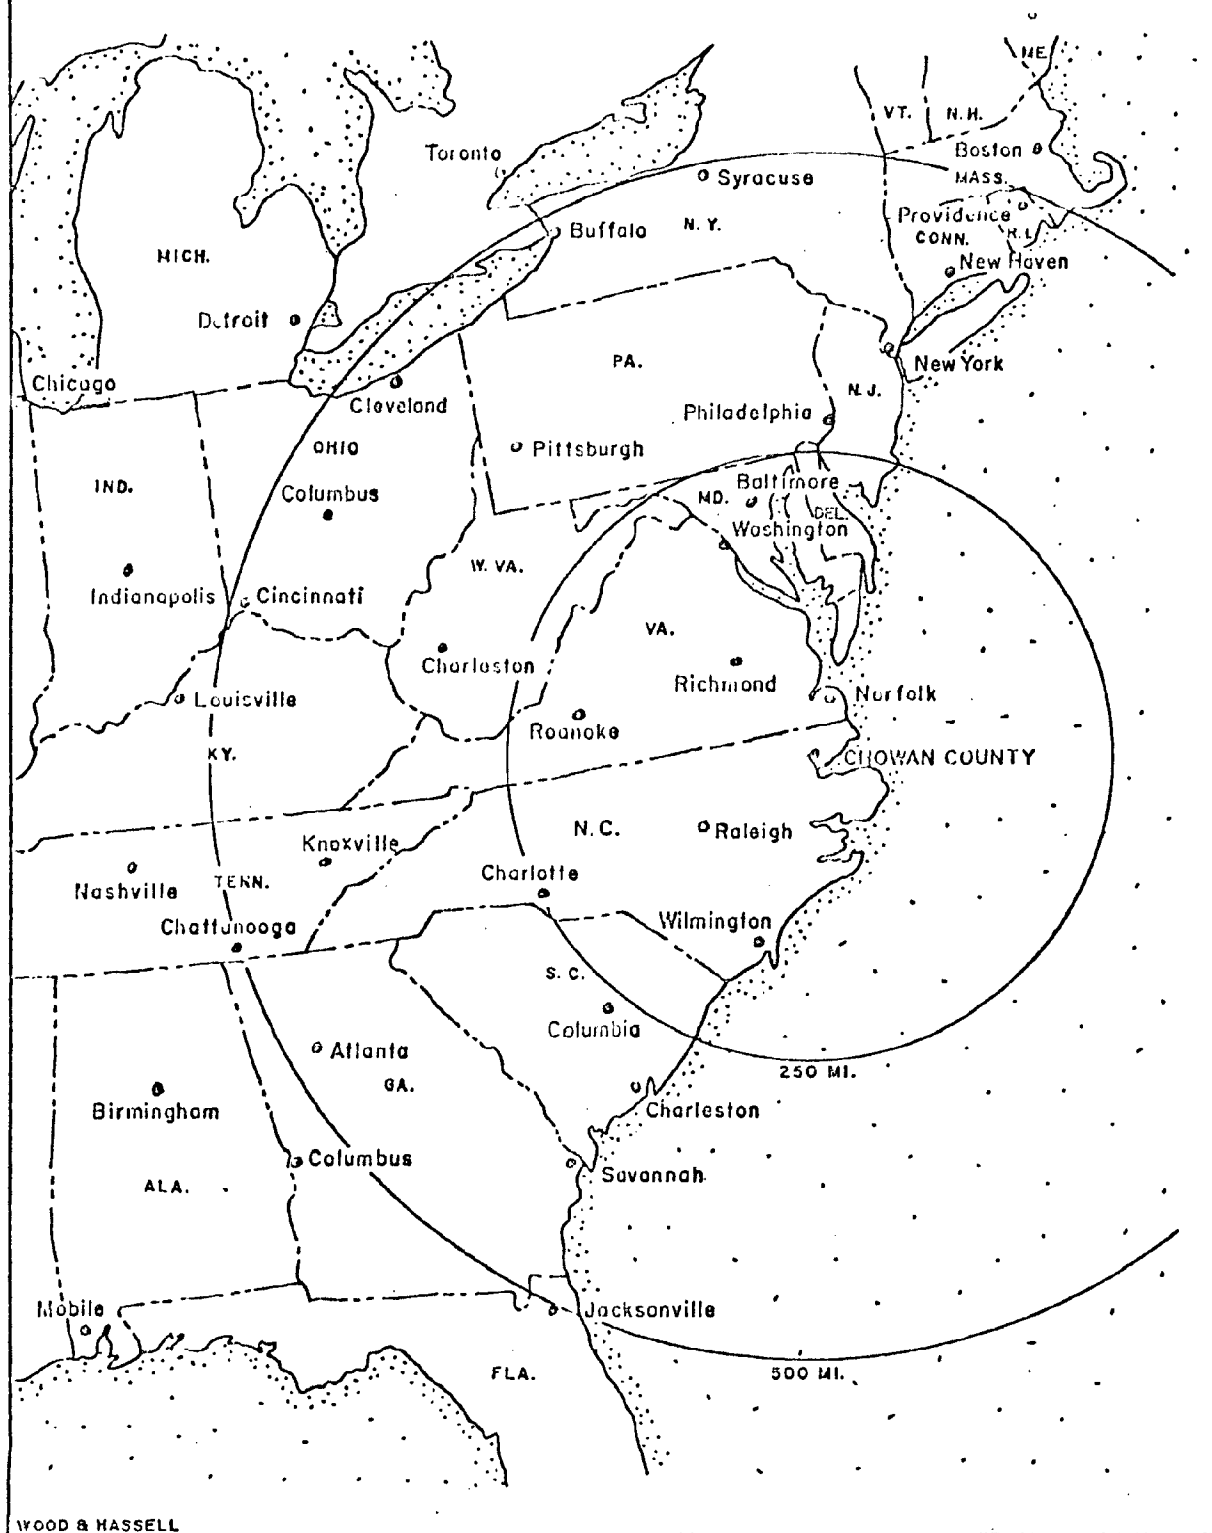 ME.
VT.
N.H.
Boston
Toronto
MASS.
Syracuse
Providence
Buffalo
N.Y.
CONN.
R.I.
MICH.
New Haven
Detroit
PA.
New York
Chicago
N.J.
Cleveland
Philadelphia
OHIO
Pittsburgh
IND.
Columbus
Baltimore
MD.
DEL.
Washington
W. VA.
Indianapolis
Cincinnati
VA.
Charleston
Richmond
Louisville
Norfolk
Roanoke
KY.
CHOWAN COUNTY
N.C.
Raleigh
Knoxville
Charlotte
Nashville
TENN.
Chattanooga
Wilmington
S. C.
Columbia
Atlanta
250 MI.
GA.
Birmingham
Charleston
Columbus
Savannah
ALA.
Mobile
Jacksonville
FLA.
500 MI.
WOOD & HASSELL